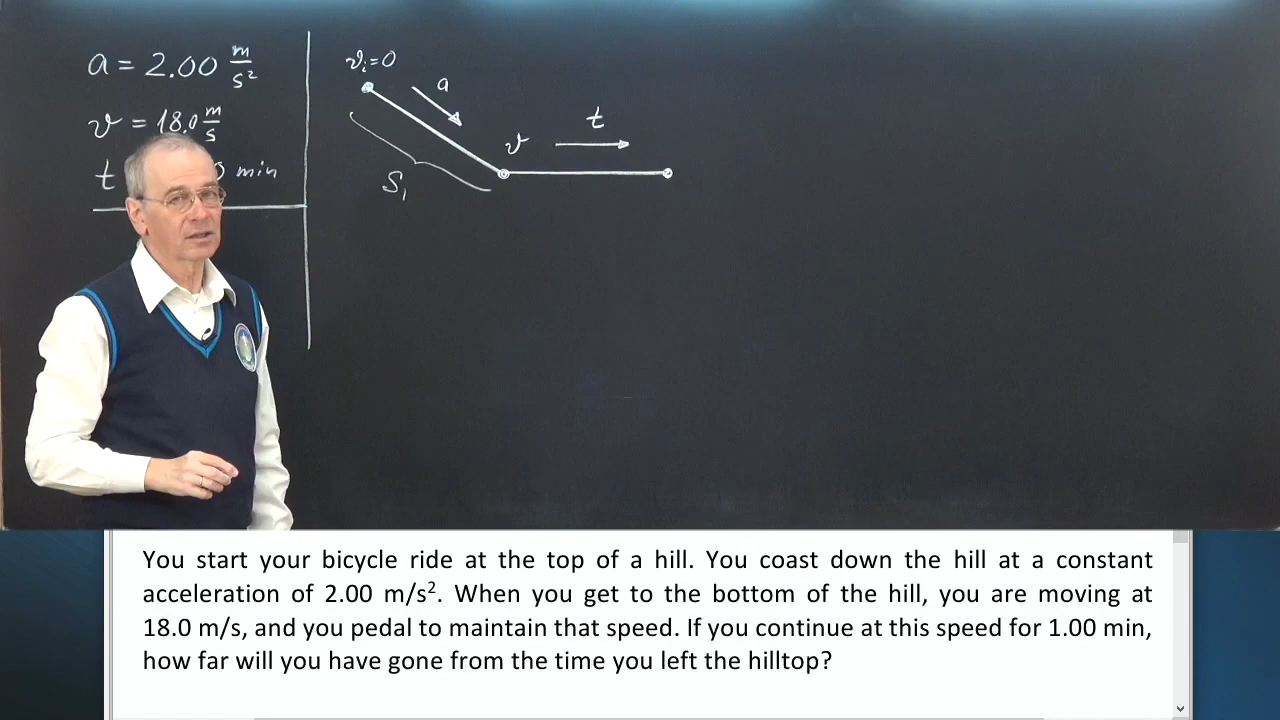 a = 2.00 m/s²
v = 18.0 m/s
t min
vᵢ=0
a
S₁
v
t
You start your bicycle ride at the top of a hill. You coast down the hill at a constant
acceleration of 2.00 m/s². When you get to the bottom of the hill, you are moving at
18.0 m/s, and you pedal to maintain that speed. If you continue at this speed for 1.00 min,
how far will you have gone from the time you left the hilltop?